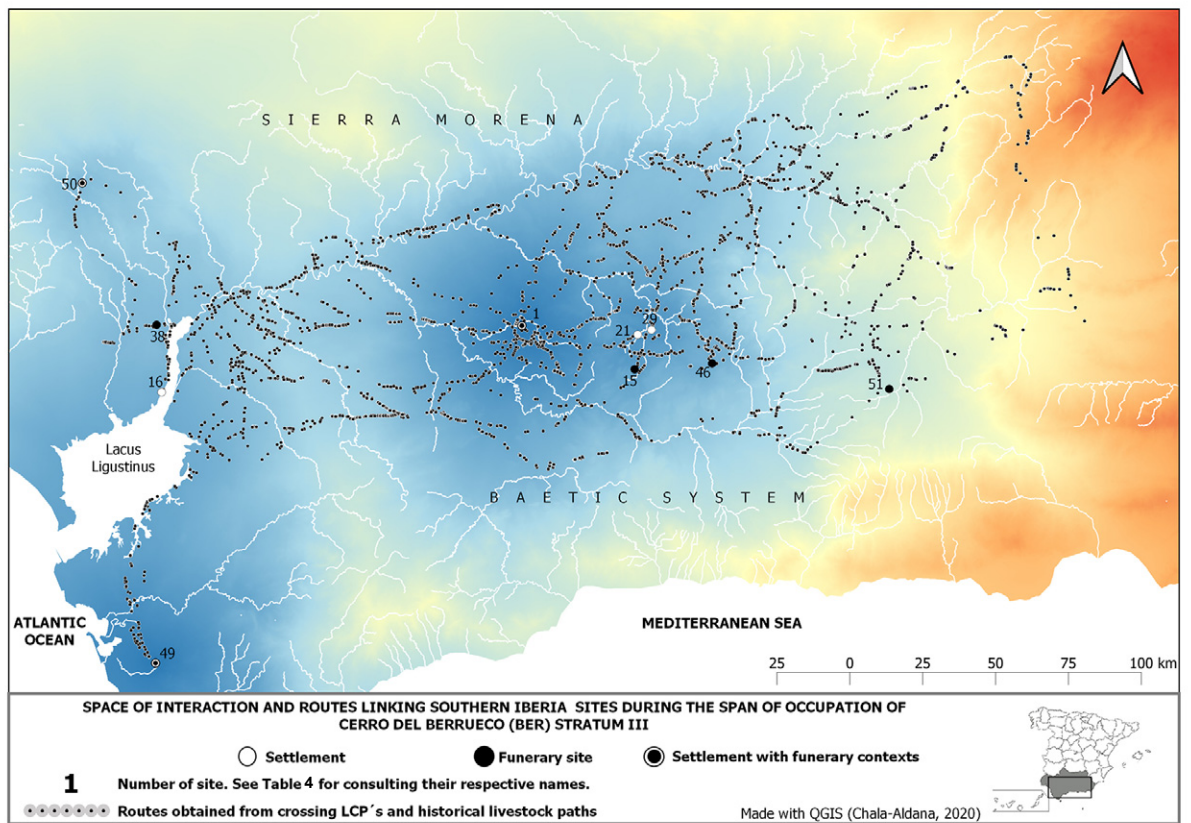 SIERRA MORENA
50
1
38
29
21
16
15
46
51
Lacus
Ligustinus
BAETIC SYSTEM
ATLANTIC
OCEAN
MEDITERRANEAN SEA
49
25 0 25 50 75 100 km
SPACE OF INTERACTION AND ROUTES LINKING SOUTHERN IBERIA SITES DURING THE SPAN OF OCCUPATION OF
CERRO DEL BERRUECO (BER) STRATUM III
Settlement Funerary site Settlement with funerary contexts
1 Number of site. See Table 4 for consulting their respective names.
Routes obtained from crossing LCP´s and historical livestock paths
Made with QGIS (Chala-Aldana, 2020)